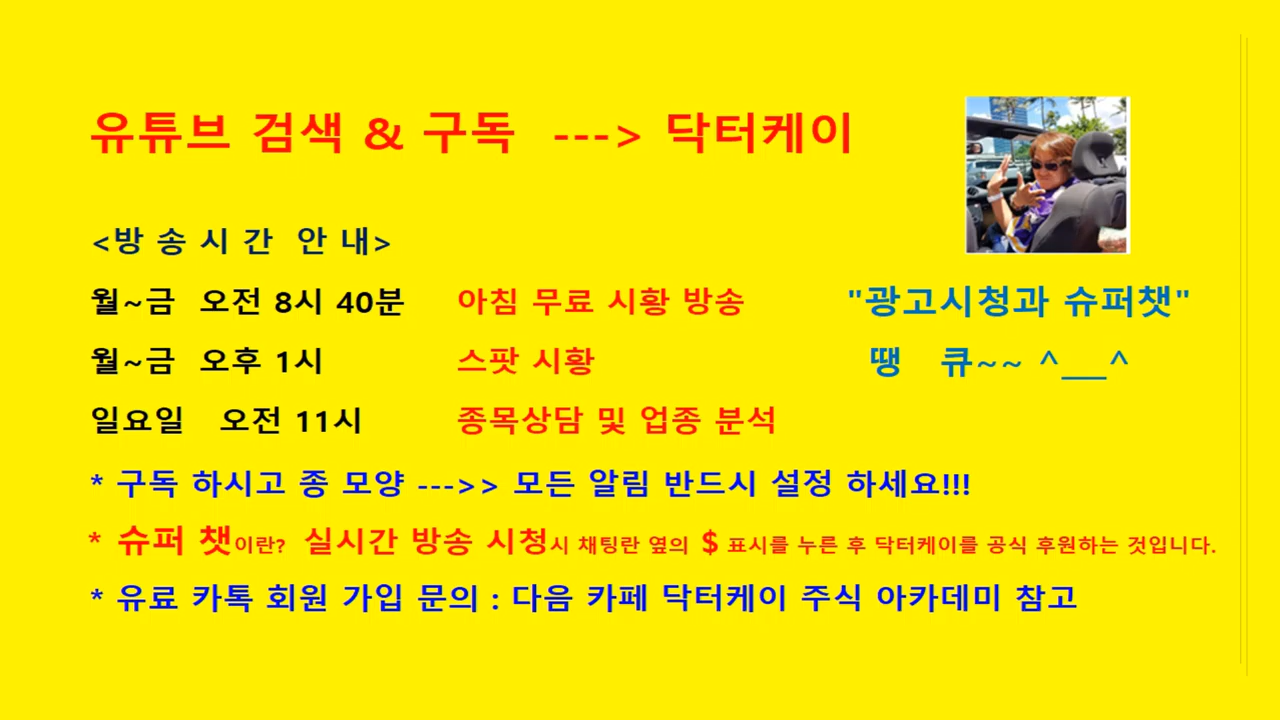 유튜브 검색 & 구독 ---> 닥터케이
<방 송 시 간 안 내>
월~금 오전 8시 40분 아침 무료 시황 방송
월~금 오후 1시 스팟 시황
일요일 오전 11시 종목상담 및 업종 분석
"광고시청과 슈퍼챗"
땡 큐~~ ^__^
* 구독 하시고 종 모양 --->> 모든 알림 반드시 설정 하세요!!!
* 슈퍼 챗이란? 실시간 방송 시청시 채팅란 옆의 $ 표시를 누른 후 닥터케이를 공식 후원하는 것입니다.
* 유료 카톡 회원 가입 문의 : 다음 카페 닥터케이 주식 아카데미 참고